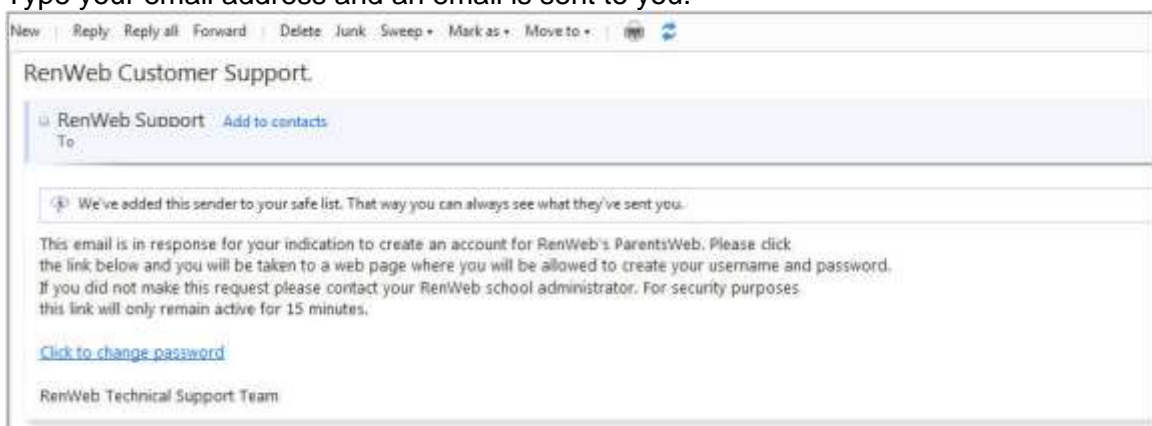 Type your email address and an email is sent to you.
New Reply Reply all Forward Delete Junk Sweep Mark as Move to
RenWeb Customer Support.
RenWeb Support Add to contacts
To
We've added this sender to your safe list. That way you can always see what they've sent you.
This email is in response for your indication to create an account for RenWeb's ParentsWeb. Please click
the link below and you will be taken to a web page where you will be allowed to create your username and password.
If you did not make this request please contact your RenWeb school administrator. For security purposes
this link will only remain active for 15 minutes.
Click to change password
RenWeb Technical Support Team